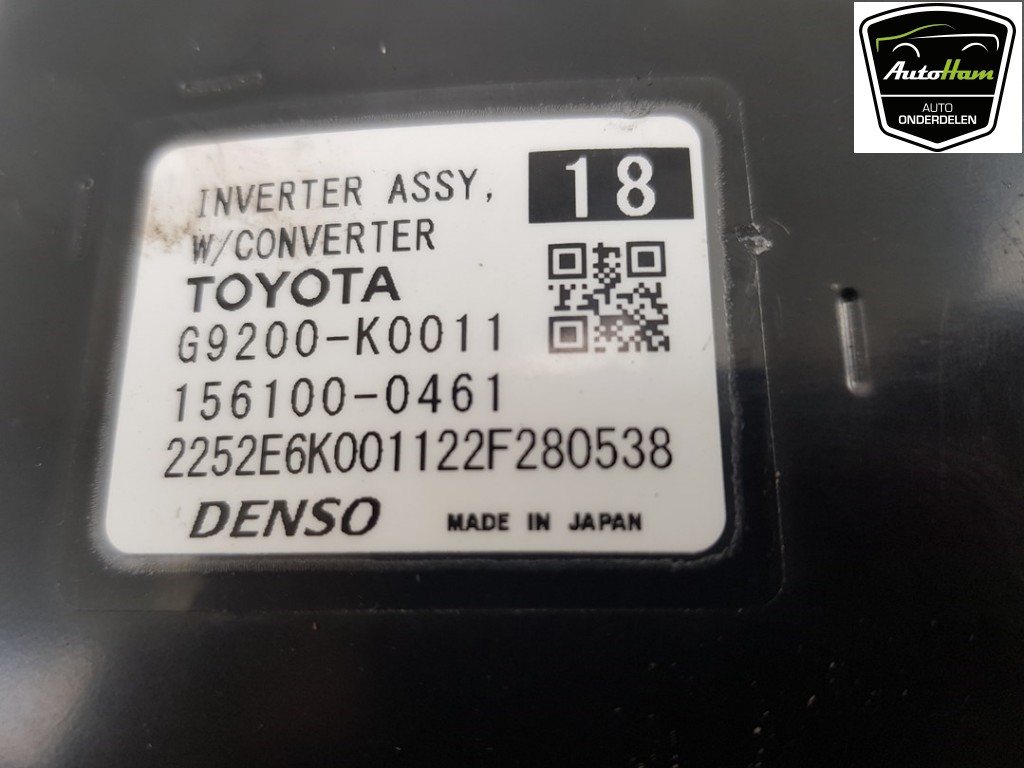 INVERTER ASSY,
W/CONVERTER
18
TOYOTA
G9200-K0011
156100-0461
2252E6K001122F280538
DENSO MADE IN JAPAN
AutoHam
AUTO
ONDERDELEN